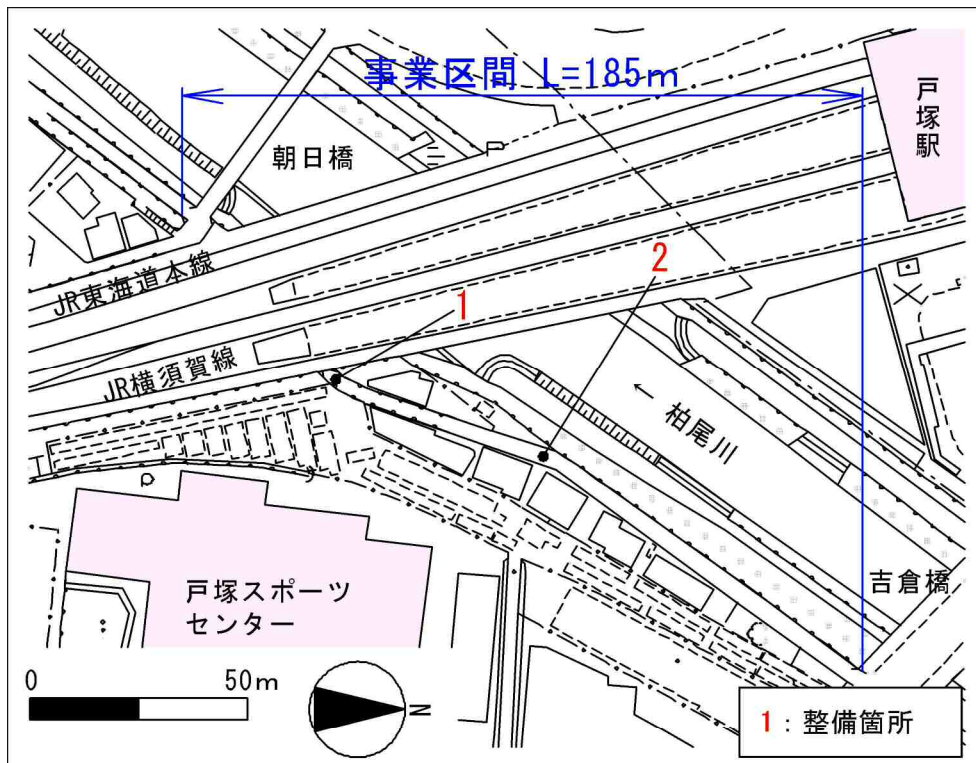 事業区間 L=185m
戸塚駅
朝日橋
JR東海道本線
1
2
JR横須賀線
← 柏尾川
戸塚スポーツ
センター
吉倉橋
0 50m
N
1：整備箇所